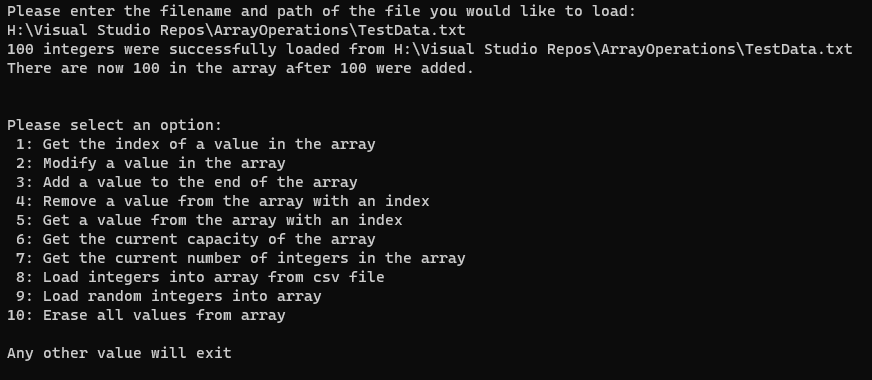 Please enter the filename and path of the file you would like to load:
H:\Visual Studio Repos\ArrayOperations\TestData.txt
100 integers were successfully loaded from H:\Visual Studio Repos\ArrayOperations\TestData.txt
There are now 100 in the array after 100 were added.
Please select an option:
1: Get the index of a value in the array
2: Modify a value in the array
3: Add a value to the end of the array
4: Remove a value from the array with an index
5: Get a value from the array with an index
6: Get the current capacity of the array
7: Get the current number of integers in the array
8: Load integers into array from csv file
9: Load random integers into array
10: Erase all values from array
Any other value will exit